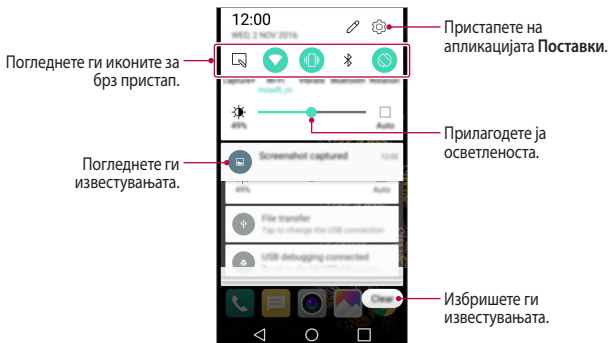 12:00
WED, 2 NOV 2016
Пристапете на
апликацијата Поставки.
Погледнете ги иконите за
брз пристап.
Capture+ Wi-Fi Vibrate Bluetooth Rotation
mowifi_m
49%
Auto
Прилагодете ја
осветленоста.
Погледнете ги
известувањата.
Screenshot captured 12:00
49% Auto
File transfer
Tap to change the USB connection
USB debugging connected
Clear
Избришете ги
известувањата.